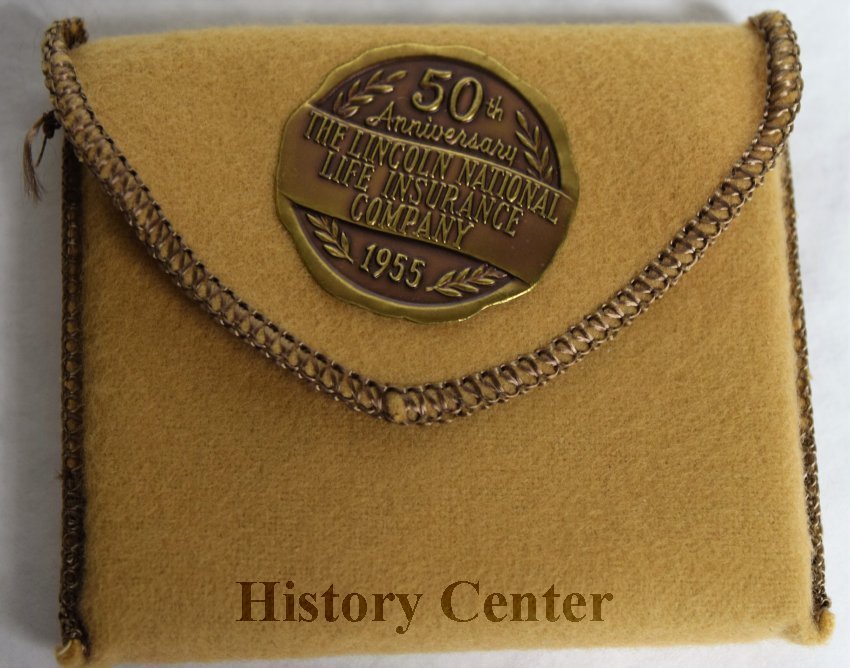 50th
Anniversary
THE LINCOLN NATIONAL
LIFE INSURANCE
COMPANY
1955
History Center